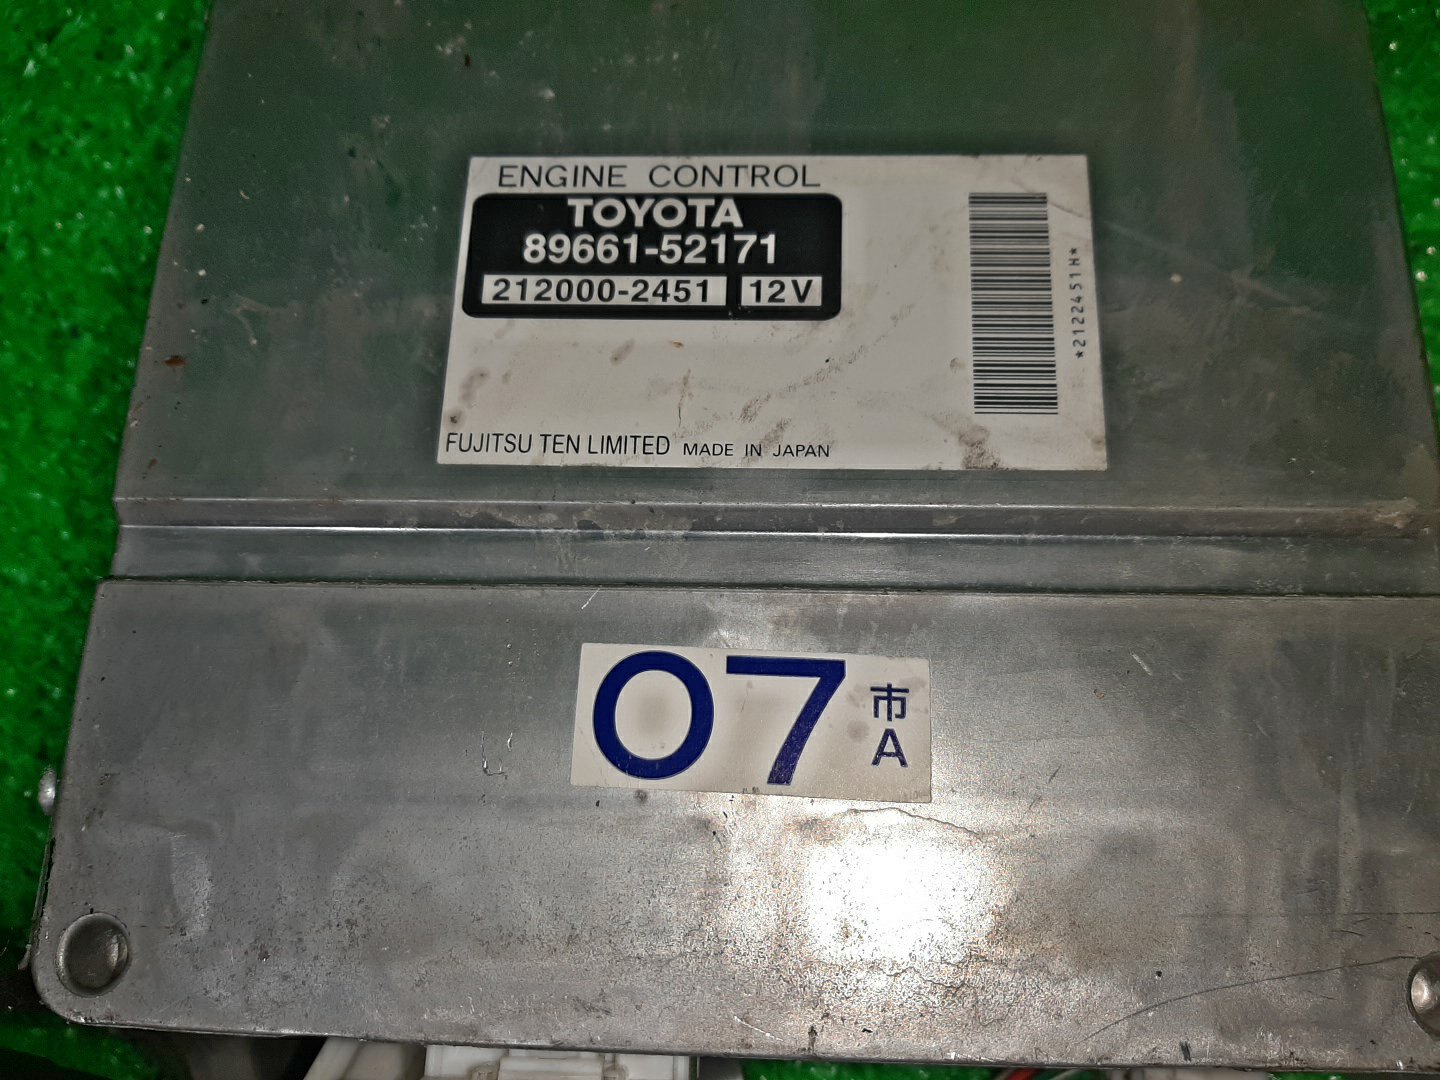 ENGINE CONTROL
TOYOTA
89661-52171
212000-2451 12V
*2122451H*
FUJITSU TEN LIMITED MADE IN JAPAN
07 市
A